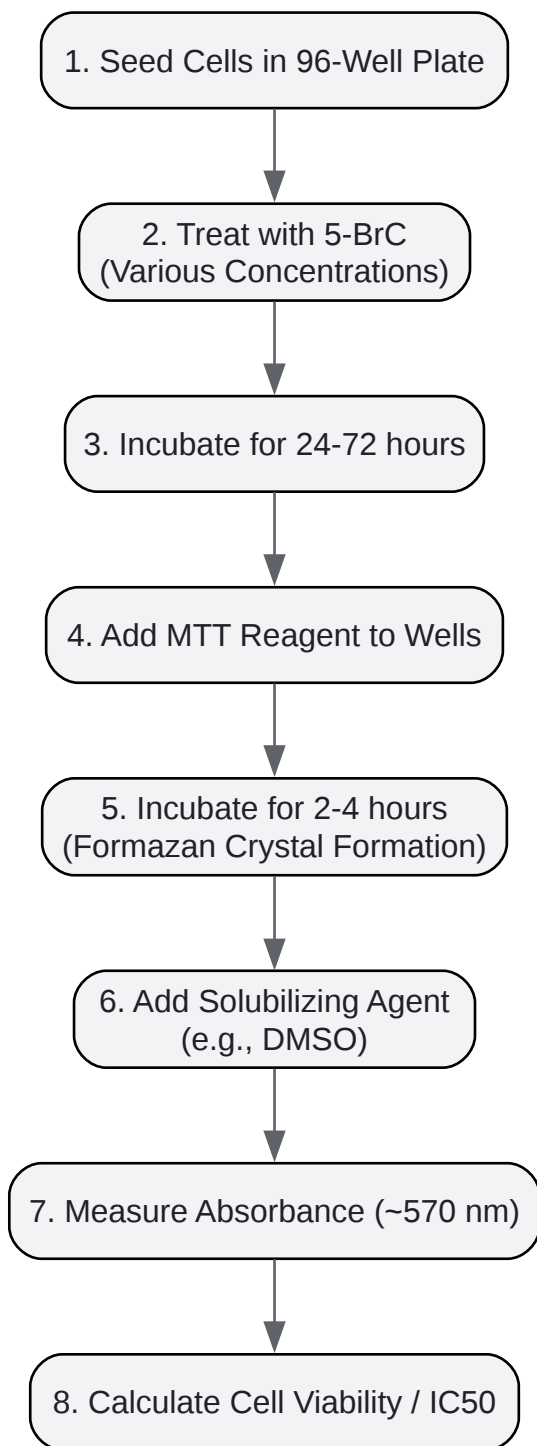 1. Seed Cells in 96-Well Plate
2. Treat with 5-BrC
(Various Concentrations)
3. Incubate for 24-72 hours
4. Add MTT Reagent to Wells
5. Incubate for 2-4 hours
(Formazan Crystal Formation)
6. Add Solubilizing Agent
(e.g., DMSO)
7. Measure Absorbance (~570 nm)
8. Calculate Cell Viability / IC50